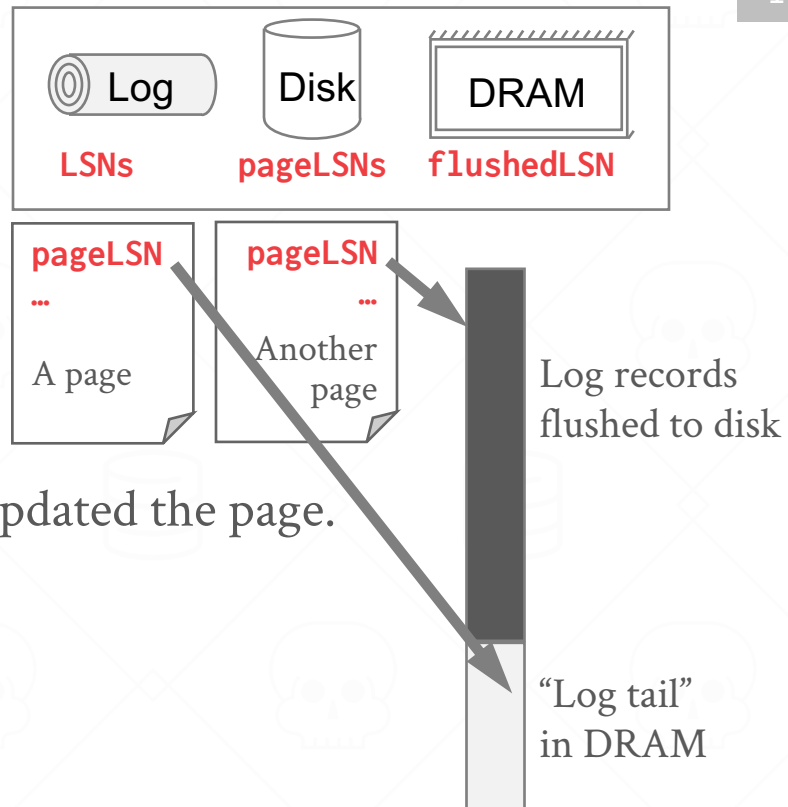 Log
Disk
DRAM
LSNs
pageLSNs
flushedLSN
pageLSN
…
A page
pageLSN
…
Another
page
Log records
flushed to disk
pdated the page.
“Log tail”
in DRAM